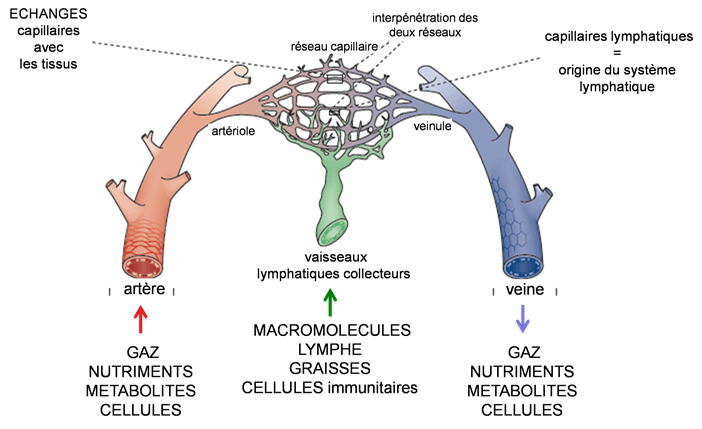 ECHANGES
capillaires
avec
les tissus
interpénétration des
deux réseaux
réseau capillaire
capillaires lymphatiques
=
origine du système
lymphatique
artériole
veinule
vaisseaux
lymphatiques collecteurs
artère
veine
MACROMOLECULES
LYMPHE
GRAISSES
CELLULES immunitaires
GAZ
NUTRIMENTS
METABOLITES
CELLULES
GAZ
NUTRIMENTS
METABOLITES
CELLULES